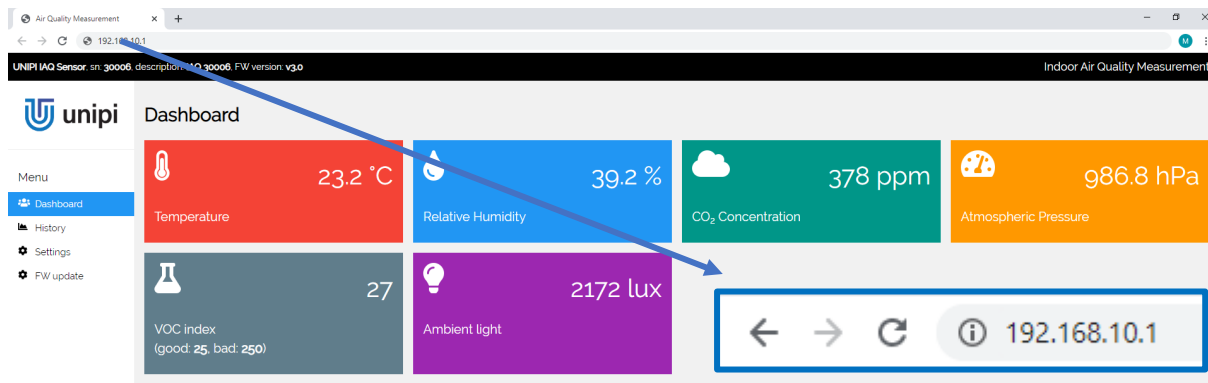 Air Quality Measurement
192.168.10.1
UNIPI IAQ Sensor, sn: 30006, description: IAQ 30006, FW version: v3.0
Indoor Air Quality Measurement
unipi
Dashboard
Menu
Dashboard
History
Settings
FW update
23.2 °C
Temperature
39.2 %
Relative Humidity
378 ppm
CO₂ Concentration
986.8 hPa
Atmospheric Pressure
27
VOC index
(good: 25, bad: 250)
2172 lux
Ambient light
192.168.10.1
M